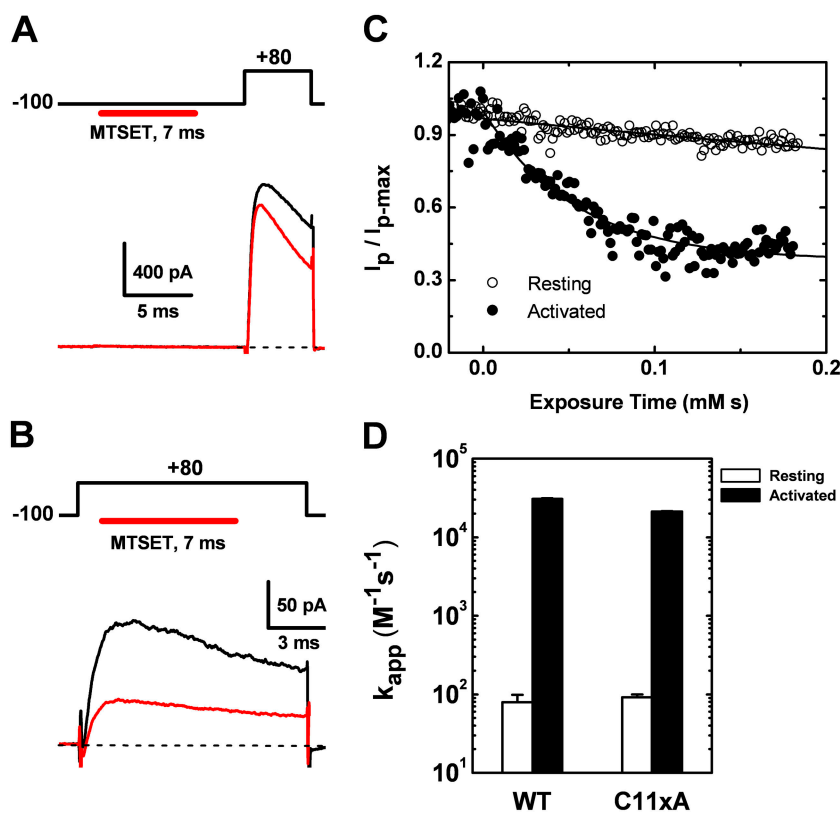 A
+80
-100
MTSET, 7 ms
400 pA
5 ms
B
+80
-100
MTSET, 7 ms
50 pA
3 ms
C
1.2
0.9
0.6
0.3
0.0
Ip / Ip-max
Resting
Activated
0.0 0.1 0.2
Exposure Time (mM s)
D
10^5
10^4
10^3
10^2
10^1
kapp (M^-1 s^-1)
Resting
Activated
WT C11xA